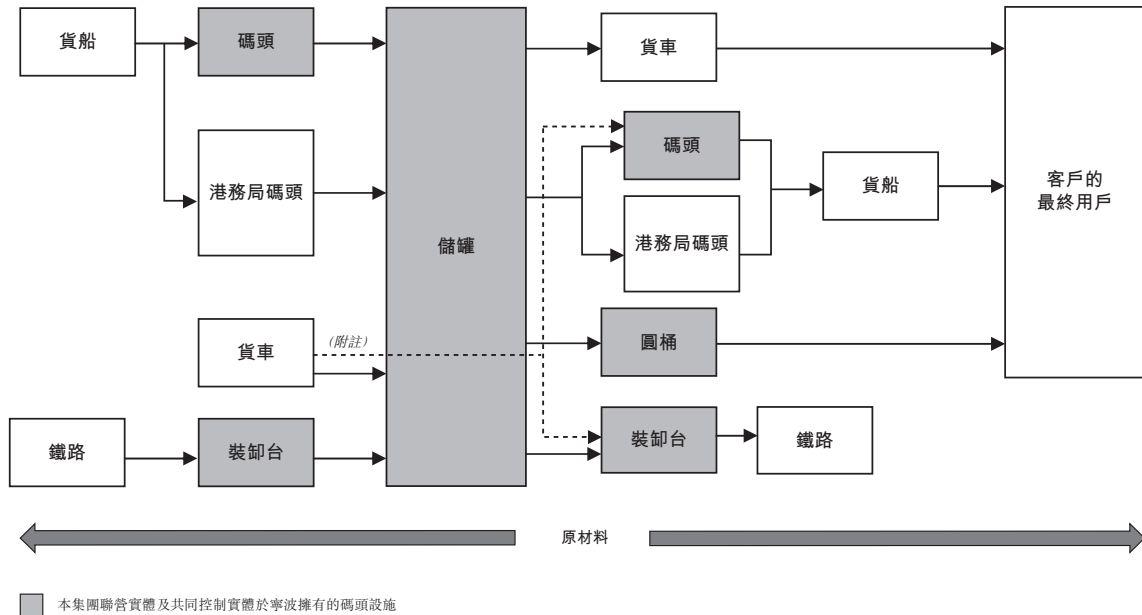 貨船
碼頭
貨車
碼頭
港務局碼頭
儲罐
貨船
客戶的
最終用戶
港務局碼頭
貨車
(附註)
圓桶
鐵路
裝卸台
裝卸台
鐵路
原材料
本集團聯營實體及共同控制實體於寧波擁有的碼頭設施